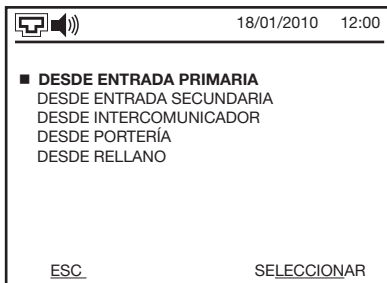 18/01/2010 12:00
DESDE ENTRADA PRIMARIA
DESDE ENTRADA SECUNDARIA
DESDE INTERCOMUNICADOR
DESDE PORTERÍA
DESDE RELLANO
ESC SELECCIONAR